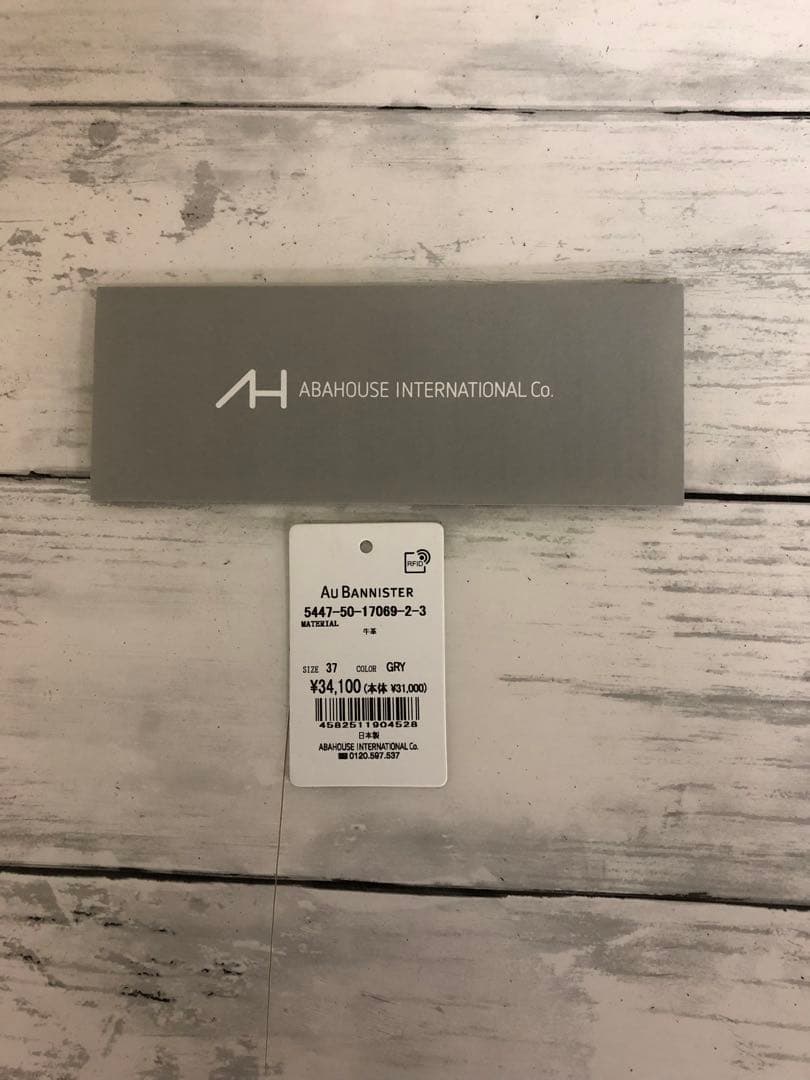 AH ABAHOUSE INTERNATIONAL Co.
RFID
AU BANNISTER
5447-50-17069-2-3
MATERIAL
牛革
SIZE 37 COLOR GRY
¥34,100(本体 ¥31,000)
4582511904528
日本製
ABAHOUSE INTERNATIONAL Co.
0120.597.537